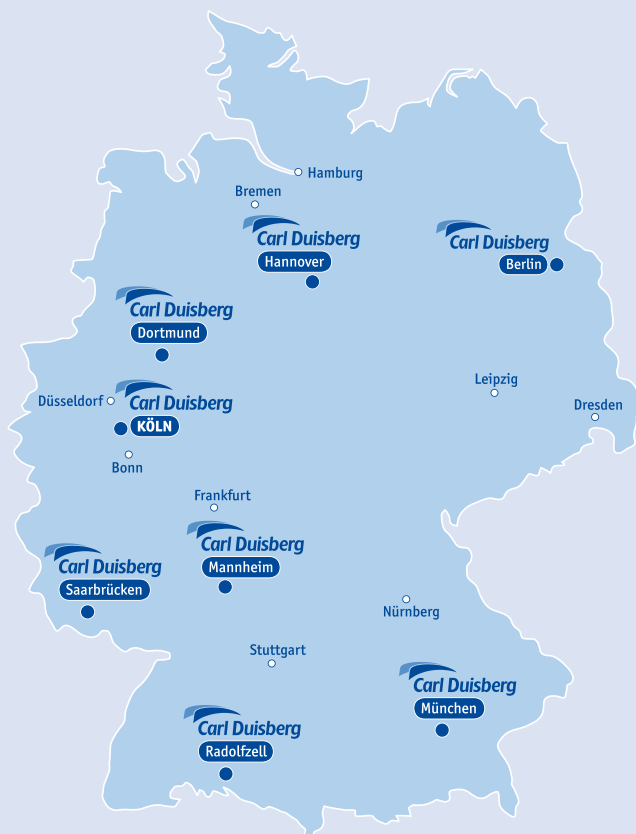 Hamburg
Bremen
Carl Duisberg
Hannover
Carl Duisberg
Berlin
Carl Duisberg
Dortmund
Leipzig
Düsseldorf
Carl Duisberg
KÖLN
Dresden
Bonn
Frankfurt
Carl Duisberg
Mannheim
Carl Duisberg
Saarbrücken
Nürnberg
Stuttgart
Carl Duisberg
München
Carl Duisberg
Radolfzell